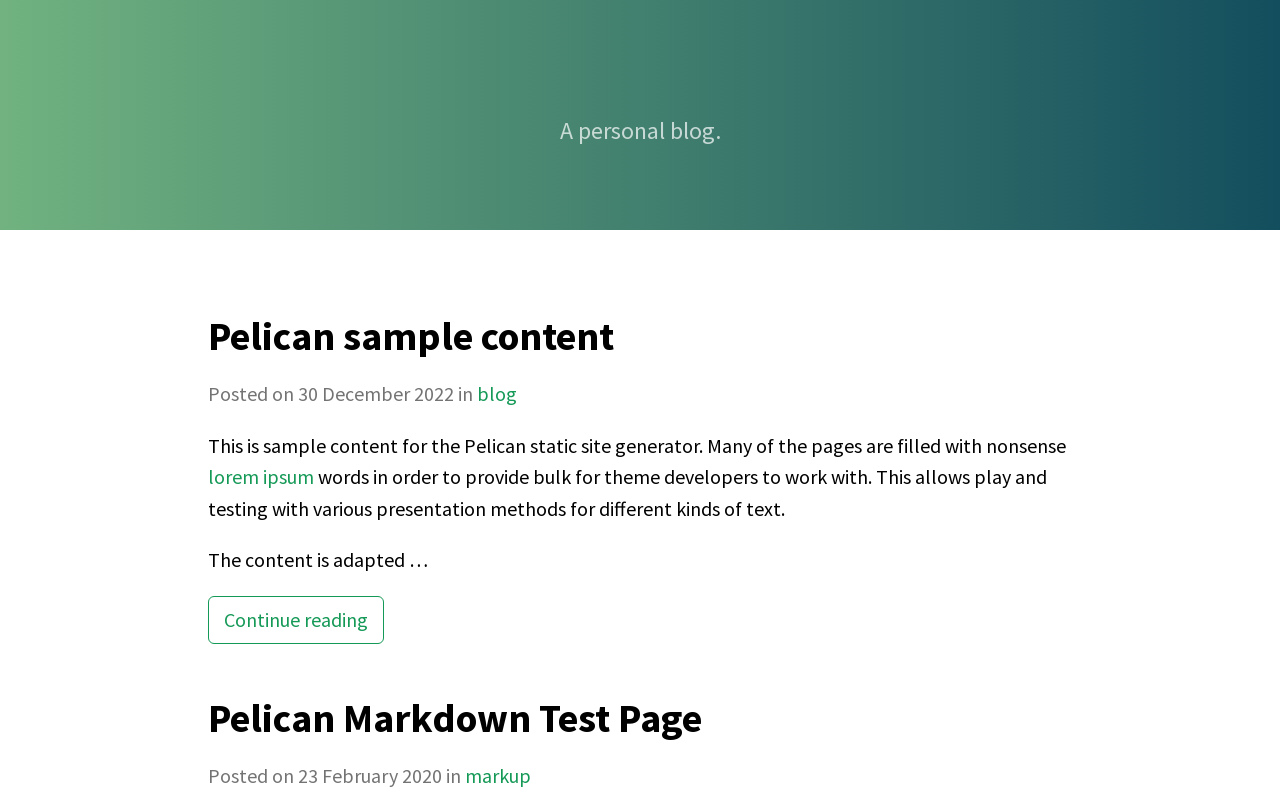 A personal blog.
Pelican sample content
Posted on 30 December 2022 in blog
This is sample content for the Pelican static site generator. Many of the pages are filled with nonsense
lorem ipsum words in order to provide bulk for theme developers to work with. This allows play and
testing with various presentation methods for different kinds of text.
The content is adapted …
Continue reading
Pelican Markdown Test Page
Posted on 23 February 2020 in markup